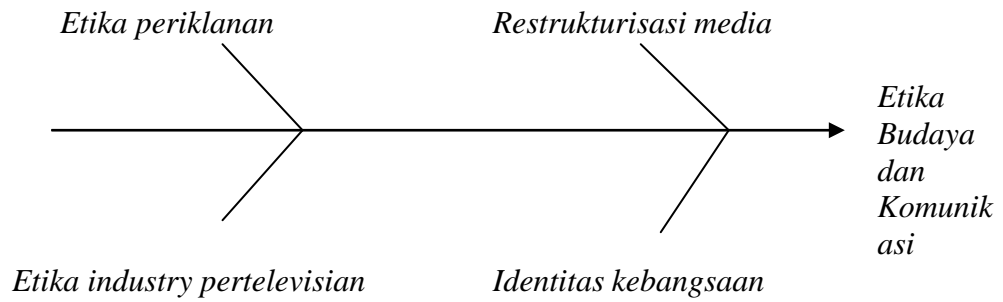 Etika periklanan
Restrukturisasi media
Etika
Budaya
dan
Komunik
asi
Etika industry pertelevisian
Identitas kebangsaan